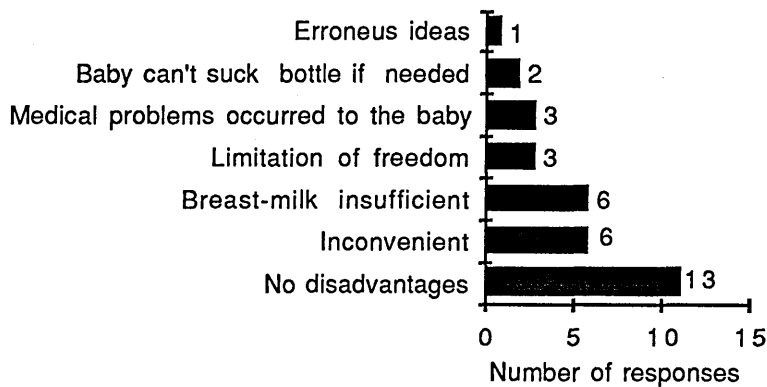 Erroneus ideas 1
Baby can't suck bottle if needed 2
Medical problems occurred to the baby 3
Limitation of freedom 3
Breast-milk insufficient 6
Inconvenient 6
No disadvantages 13
0 5 10 15
Number of responses